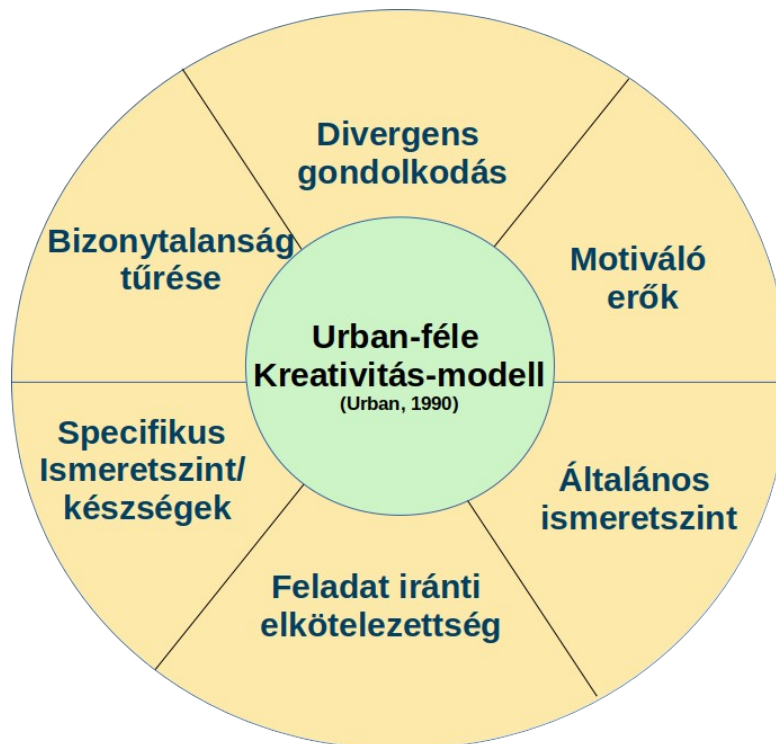 Divergens
gondolkodás
Motiváló
erők
Általános
ismeretszint
Feladat iránti
elkötelezettség
Specifikus
Ismeretszint/
készségek
Bizonytalanság
tűrése
Urban-féle
Kreativitás-modell
(Urban, 1990)